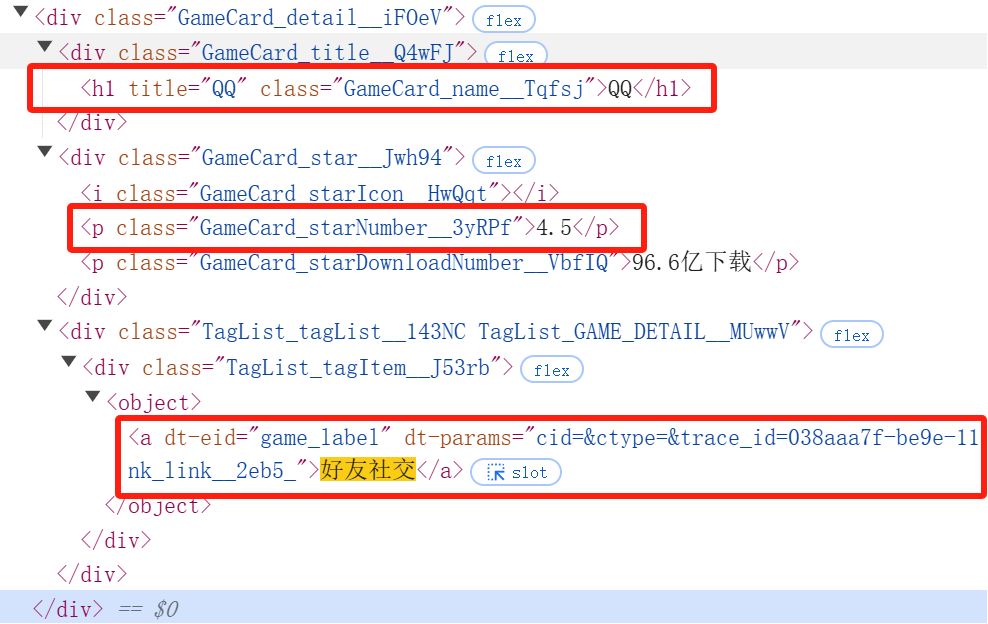 ▼<div class="GameCard_detail__iFOeV"> flex
▼<div class="GameCard_title__Q4wFJ"> flex
<h1 title="QQ" class="GameCard_name__Tqfsj">QQ</h1>
</div>
▼<div class="GameCard_star__Jwh94"> flex
<i class="GameCard_starIcon__HwQqt"></i>
<p class="GameCard_starNumber__3yRPf">4.5</p>
<p class="GameCard_starDownloadNumber__VbfIQ">96.6亿下载</p>
</div>
▼<div class="TagList_tagList__143NC TagList_GAME_DETAIL__MUwwV"> flex
▼<div class="TagList_tagItem__J53rb"> flex
▼<object>
<a dt-eid="game_label" dt-params="cid=&ctype=&trace_id=038aaa7f-be9e-11
nk_link__2eb5_">好友社交</a> slot
</object>
</div>
</div>
</div> == $0